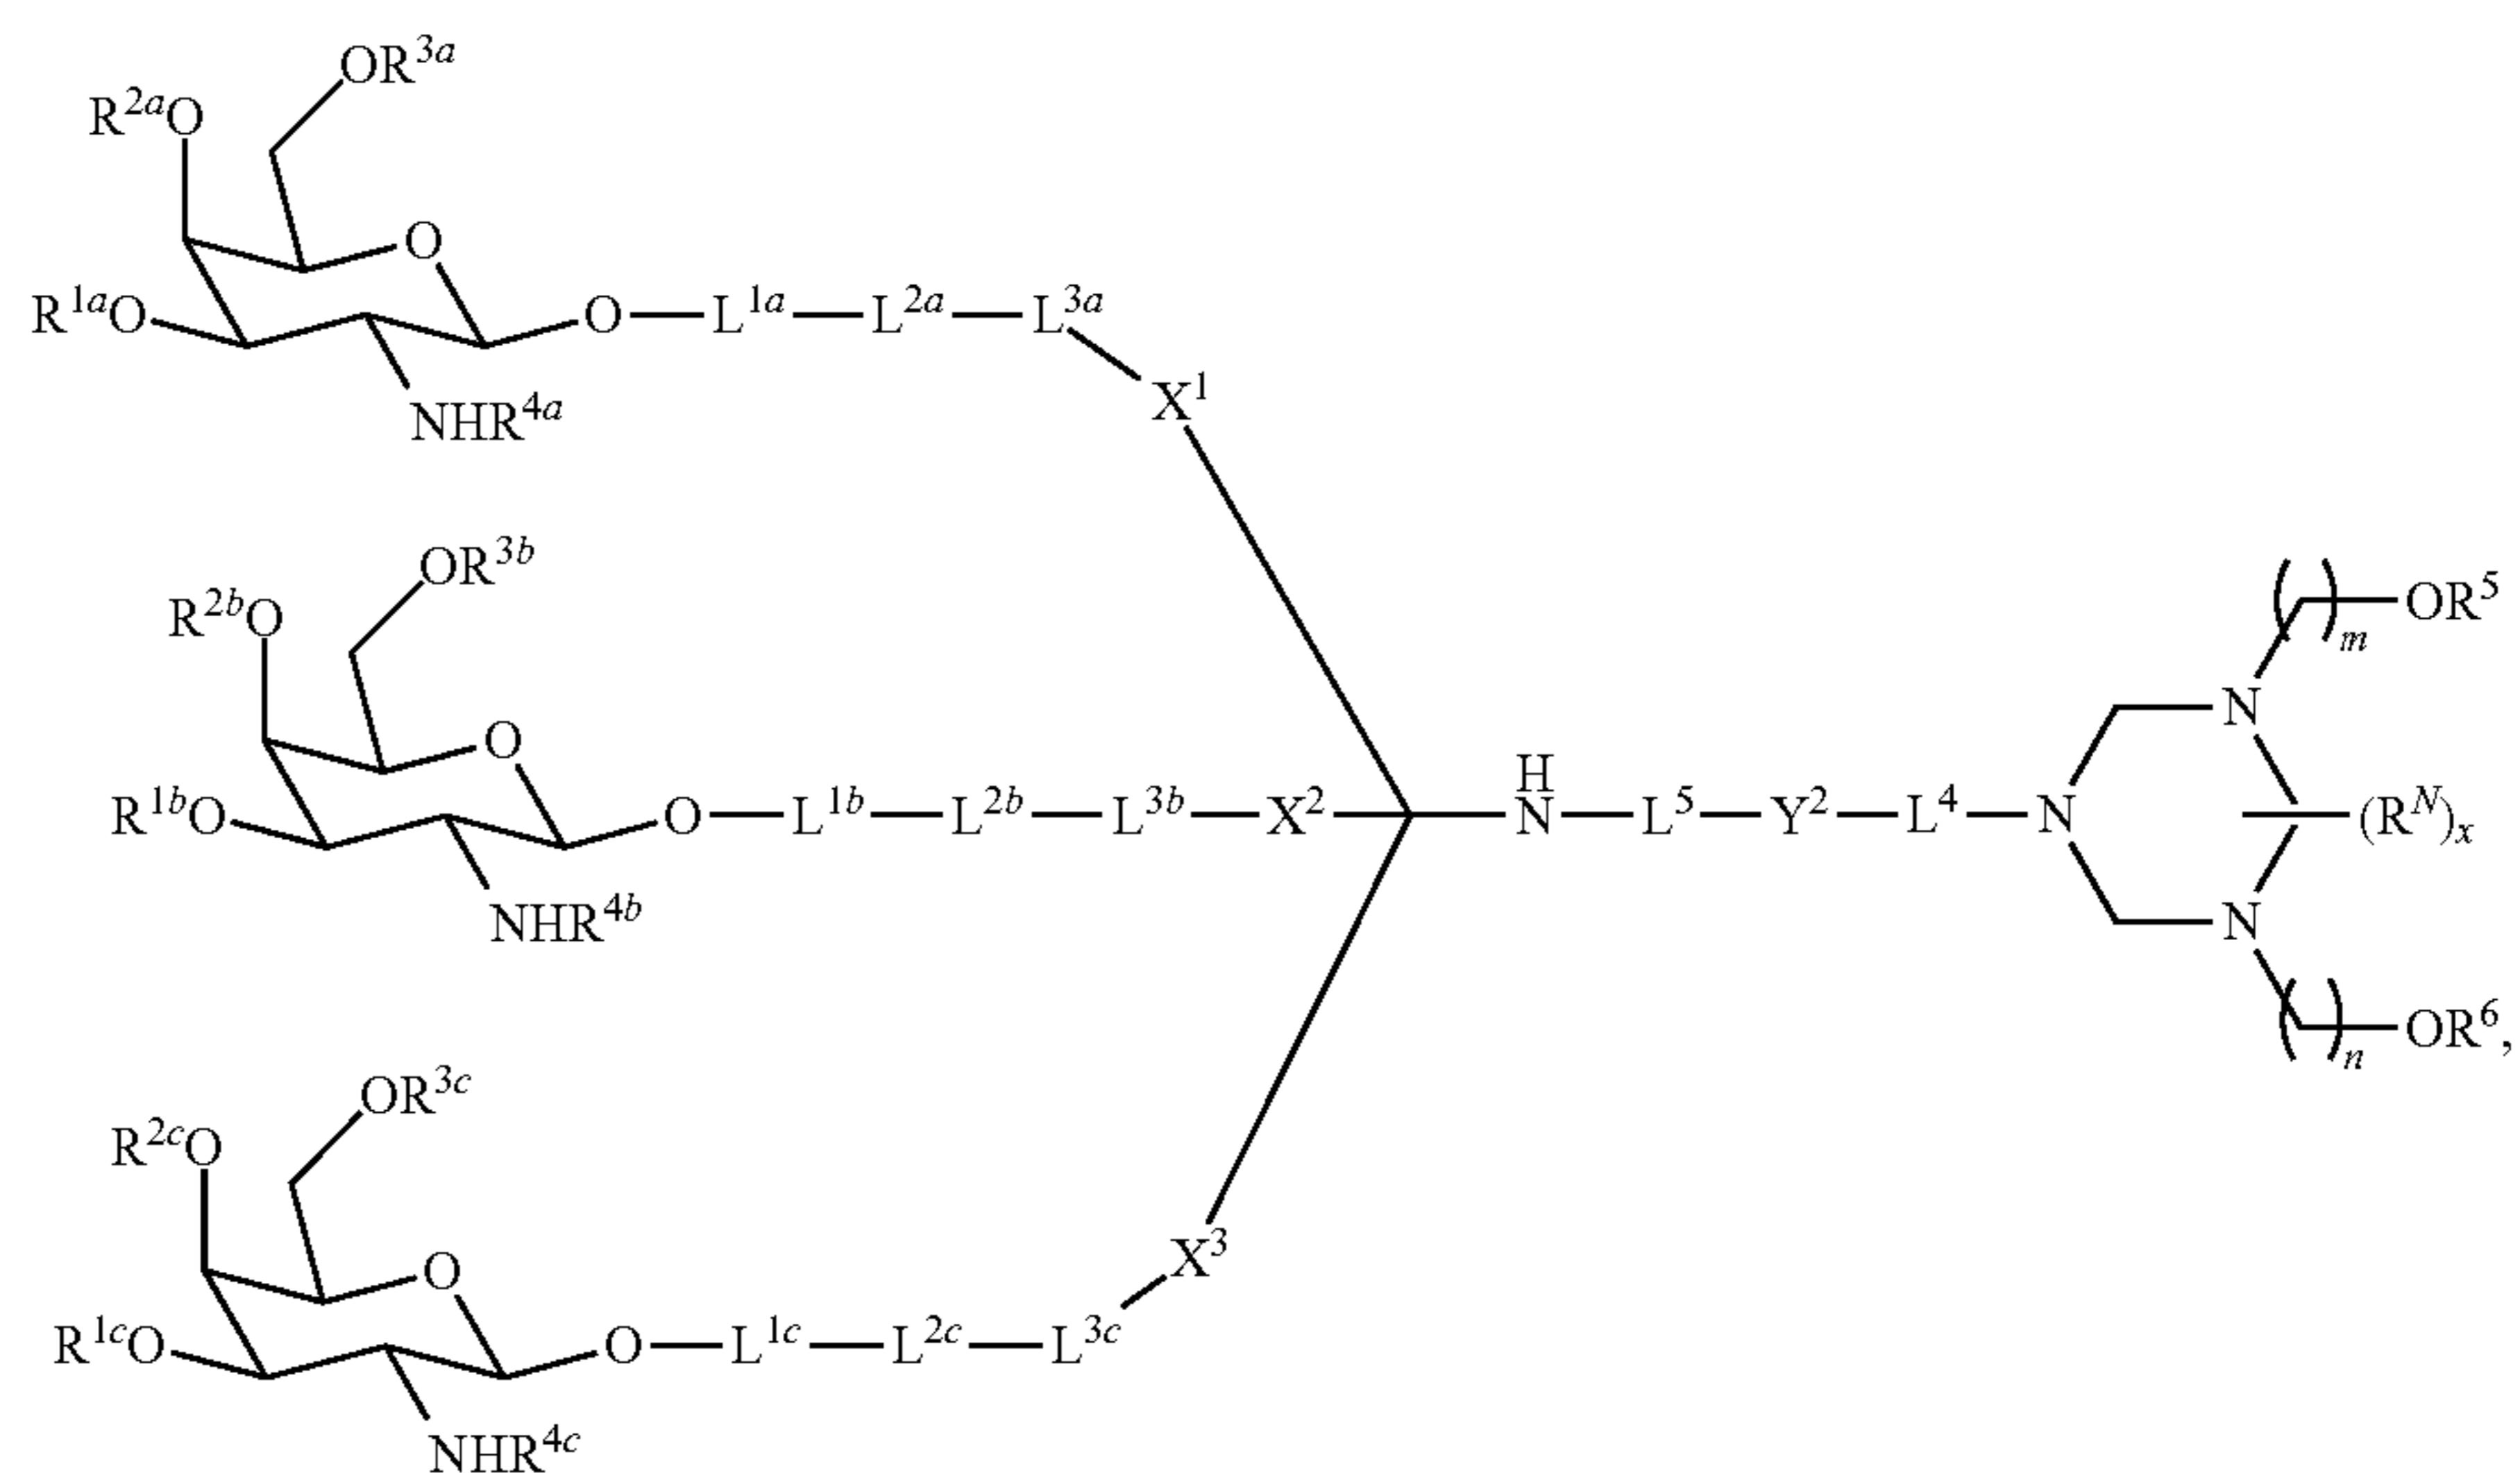 OR3a
R2aO
O
R1aO O—L1a—L2a—L3a
X1
NHR4a
OR3b
R2bO
OR5
( )m
N
O
H
R1bO O—L1b—L2b—L3b—X2 N—L5—Y2—L4—N (RN)x
NHR4b
N
( )n OR6,
OR3c
R2cO
X3
O
R1cO O—L1c—L2c—L3c
NHR4c